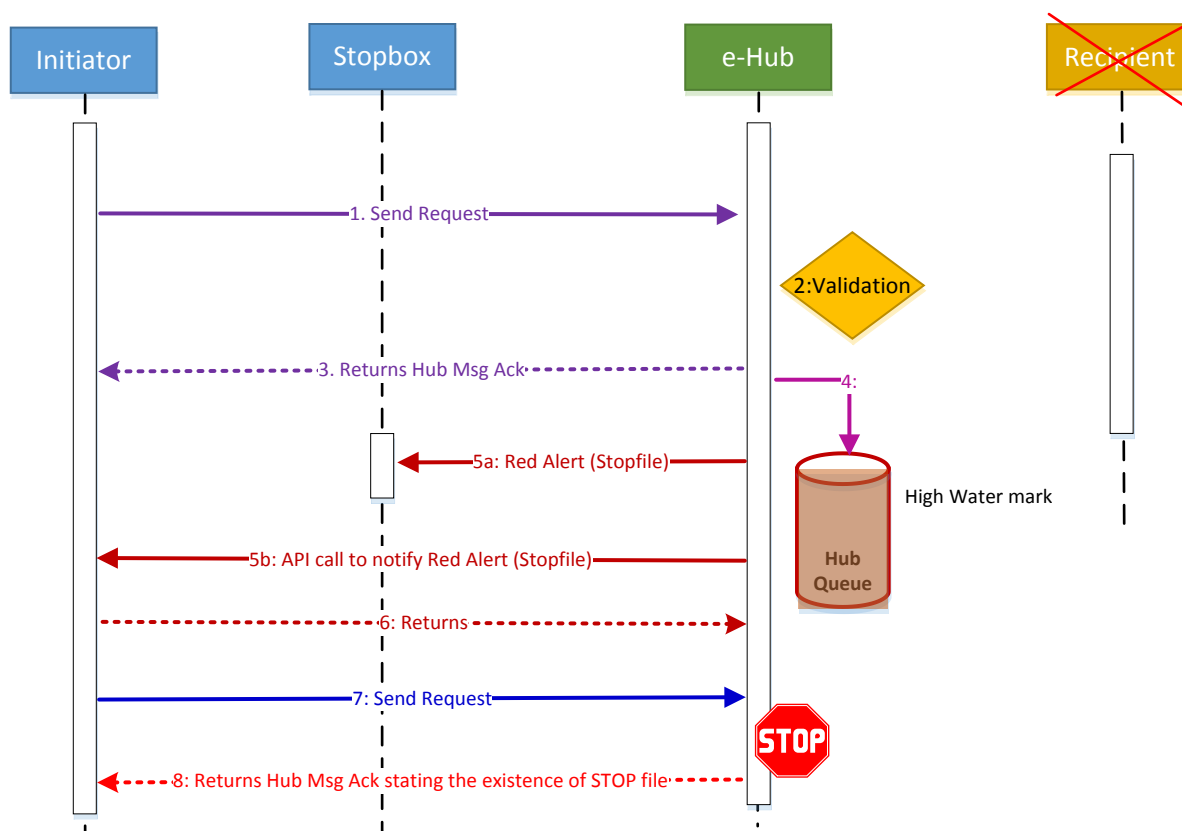 Initiator
Stopbox
e-Hub
Recipient
1. Send Request
2:Validation
3. Returns Hub Msg Ack
4:
5a: Red Alert (Stopfile)
High Water mark
5b: API call to notify Red Alert (Stopfile)
Hub
Queue
6: Returns
7: Send Request
STOP
8: Returns Hub Msg Ack stating the existence of STOP file